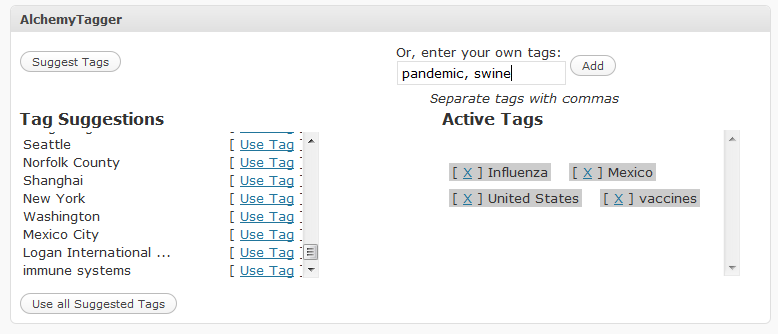 AlchemyTagger
Suggest Tags
Or, enter your own tags:
pandemic, swine
Add
Separate tags with commas
Tag Suggestions
Seattle [ Use Tag ]
Norfolk County [ Use Tag ]
Shanghai [ Use Tag ]
New York [ Use Tag ]
Washington [ Use Tag ]
Mexico City [ Use Tag ]
Logan International ... [ Use Tag ]
immune systems [ Use Tag ]
Use all Suggested Tags
Active Tags
[ X ] Influenza [ X ] Mexico
[ X ] United States [ X ] vaccines